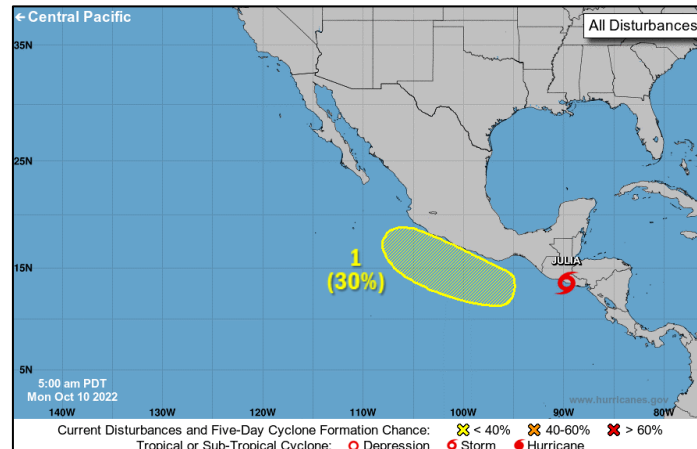 ← Central Pacific
All Disturbances
35N
25N
15N
5N
1
(30%)
JULIA
5:00 am PDT
Mon Oct 10 2022
www.hurricanes.gov
140W 130W 120W 110W 100W 90W 80W
Current Disturbances and Five-Day Cyclone Formation Chance: < 40% 40-60% > 60%
Tropical or Sub-Tropical Cyclone: Depression Storm Hurricane